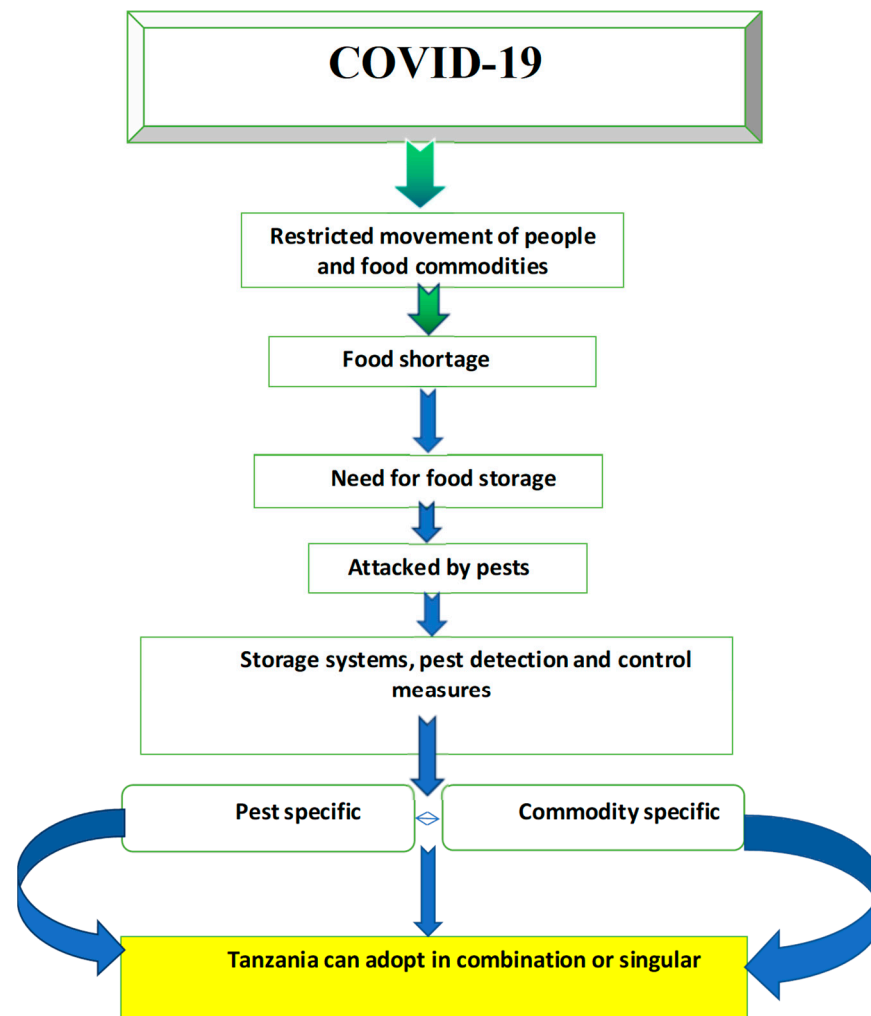 COVID-19
Restricted movement of people
and food commodities
Food shortage
Need for food storage
Attacked by pests
Storage systems, pest detection and control
measures
Pest specific
Commodity specific
Tanzania can adopt in combination or singular